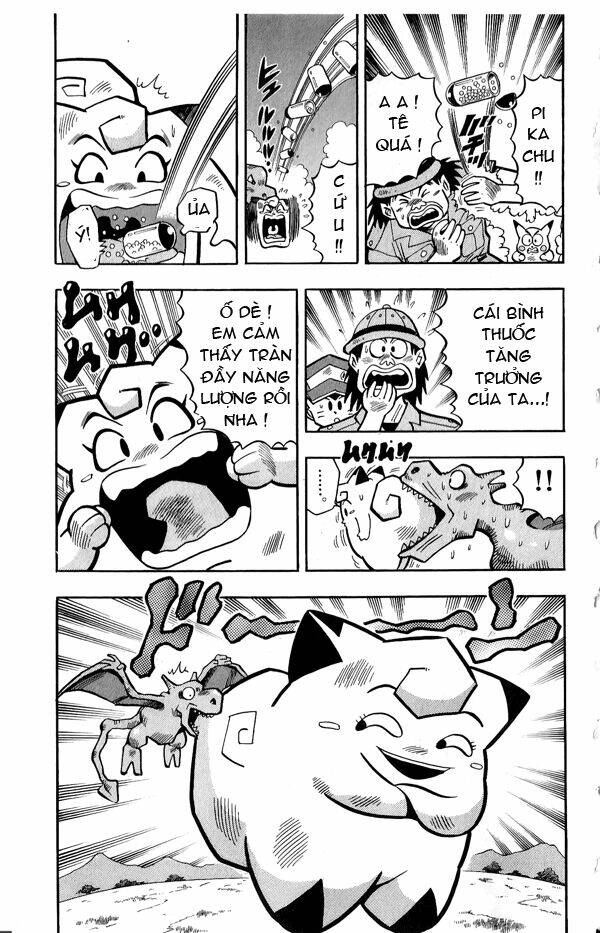 PI
KA
CHU
!!
A A !
TÊ
QUÁ !
C
Ứ
U
!!
ỦA
Ý!
CÁI BÌNH
THUỐC
TĂNG
TRƯỞNG
CỦA TA...!
!!
......
Ố DÈ !
EM CẢM
THẤY TRÀN
ĐẦY NĂNG
LƯỢNG RỒI
NHA !